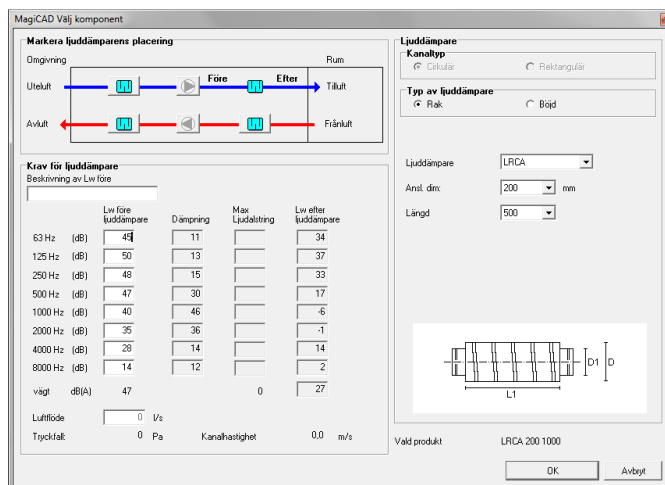 MagiCAD Välj komponent
Markera ljuddämparens placering
Omgivning Rum
Uteluft Före Efter Tilluft
Avluft Frånluft
Krav för ljuddämpare
Beskrivning av Lw före
Lw före ljuddämpare Dämpning Max Ljudalstring Lw efter ljuddämpare
63 Hz (dB) 45 11 34
125 Hz (dB) 50 13 37
250 Hz (dB) 48 15 33
500 Hz (dB) 47 30 17
1000 Hz (dB) 40 46 -6
2000 Hz (dB) 35 36 -1
4000 Hz (dB) 28 14 14
8000 Hz (dB) 14 12 2
vägt dB(A) 47 0 27
Luftflöde 0 l/s
Tryckfall: 0 Pa Kanalhastighet 0,0 m/s
Ljuddämpare
Kanaltyp
Cirkulär Rektangulär
Typ av ljuddämpare
Rak Böjd
Ljuddämpare LRCA
Ansl. dim: 200 mm
Längd 500
D1 D
L1
Vald produkt LRCA 200 1000
OK Avbryt